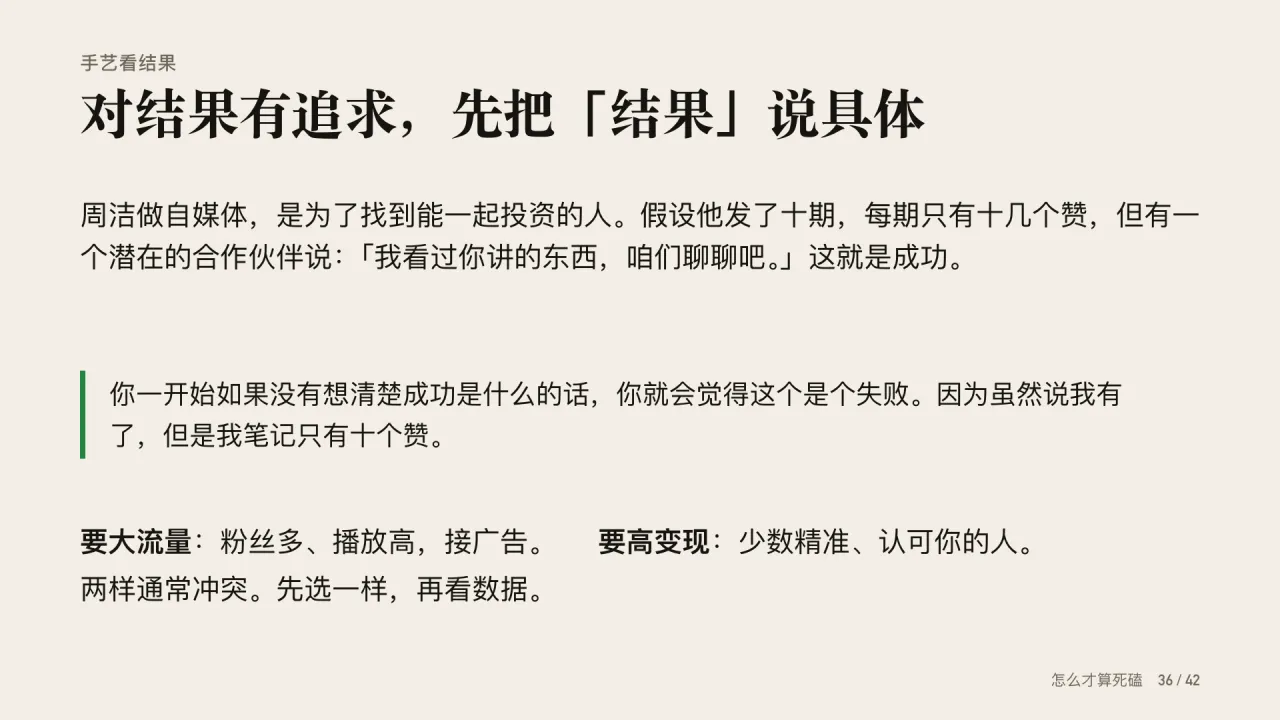 手艺看结果
对结果有追求，先把「结果」说具体
周洁做自媒体，是为了找到能一起投资的人。假设他发了十期，每期只有十几个赞，但有一
个潜在的合作伙伴说：「我看过你讲的东西，咱们聊聊吧。」这就是成功。
你一开始如果没有想清楚成功是什么的话，你就会觉得这个是个失败。因为虽然说我有
了，但是我笔记只有十个赞。
要大流量：粉丝多、播放高，接广告。 要高变现：少数精准、认可你的人。
两样通常冲突。先选一样，再看数据。
怎么才算死磕 36 / 42